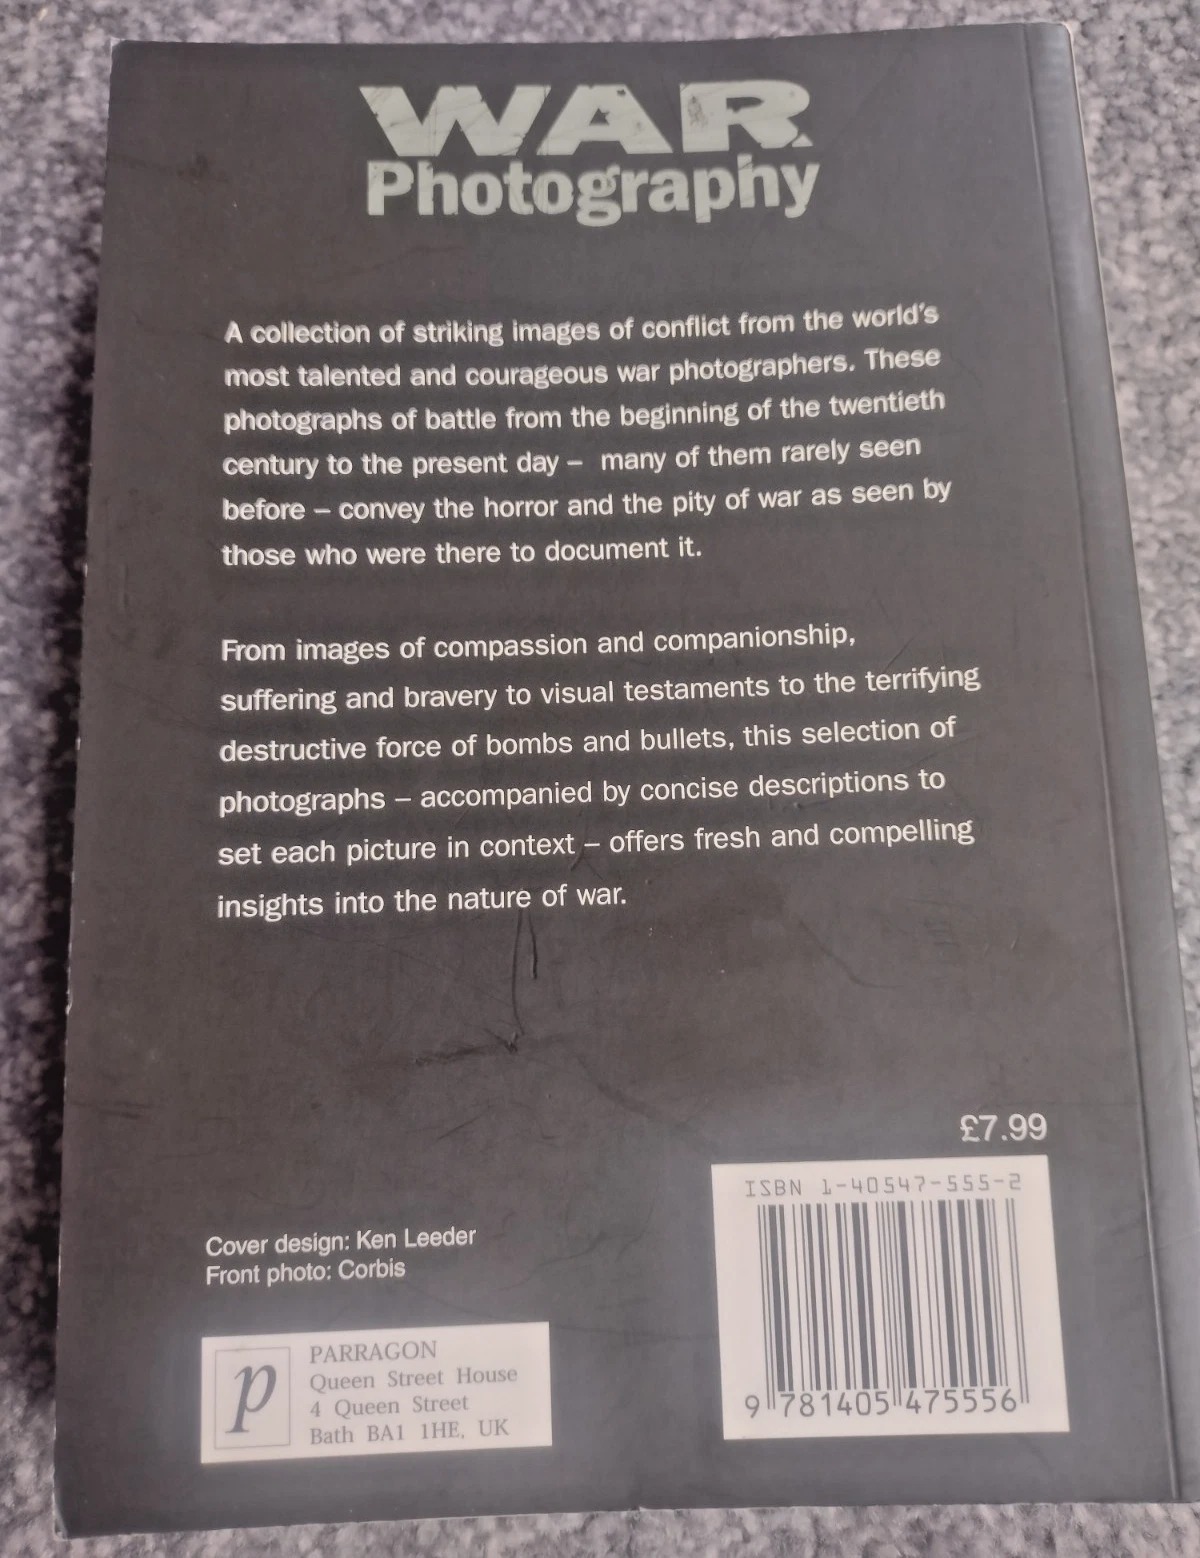 WAR
Photography
A collection of striking images of conflict from the world's
most talented and courageous war photographers. These
photographs of battle from the beginning of the twentieth
century to the present day – many of them rarely seen
before – convey the horror and the pity of war as seen by
those who were there to document it.
From images of compassion and companionship,
suffering and bravery to visual testaments to the terrifying
destructive force of bombs and bullets, this selection of
photographs – accompanied by concise descriptions to
set each picture in context – offers fresh and compelling
insights into the nature of war.
£7.99
ISBN 1-40547-555-2
9 781405 475556
Cover design: Ken Leeder
Front photo: Corbis
p
PARRAGON
Queen Street House
4 Queen Street
Bath BA1 1HE, UK